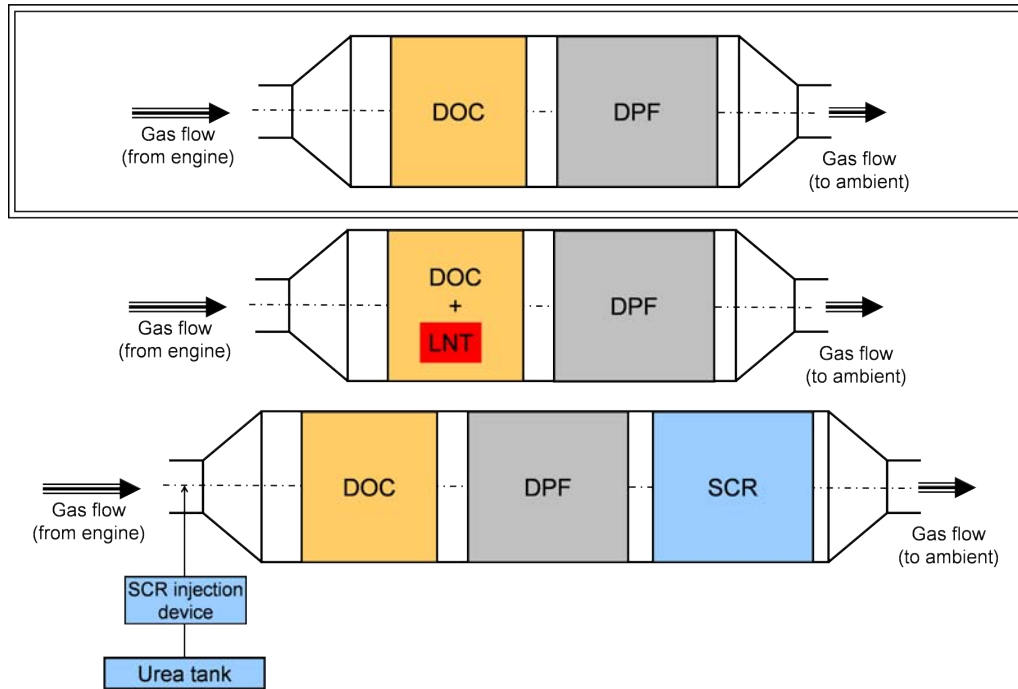 DOC
DPF
Gas flow
(from engine)
Gas flow
(to ambient)
DOC
+
LNT
DPF
Gas flow
(from engine)
Gas flow
(to ambient)
DOC
DPF
SCR
Gas flow
(from engine)
Gas flow
(to ambient)
SCR injection
device
Urea tank